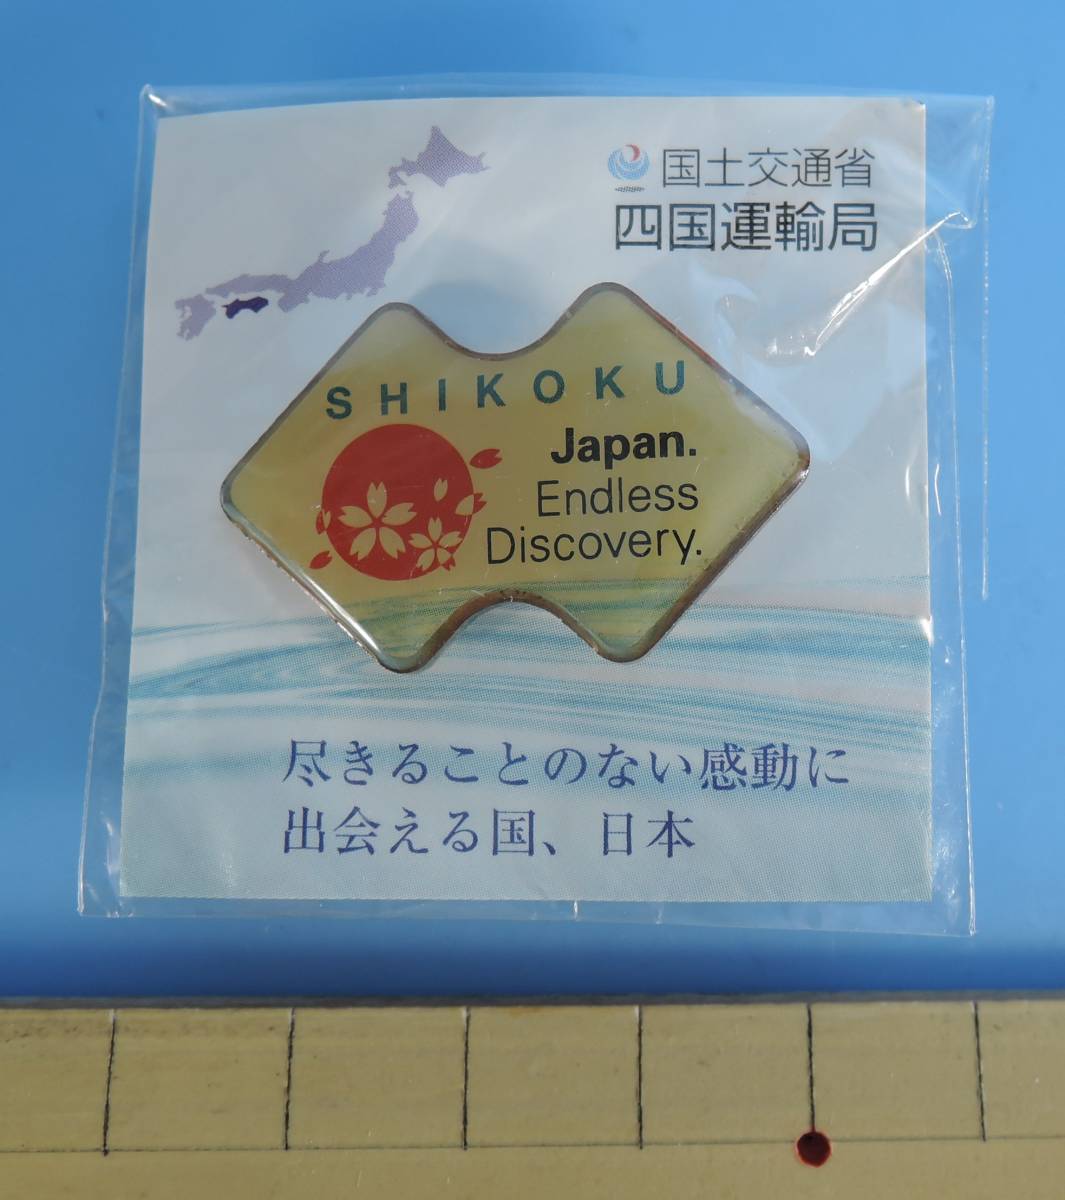 国土交通省
四国運輸局
SHIKOKU
Japan.
Endless
Discovery.
尽きることのない感動に
出会える国、日本